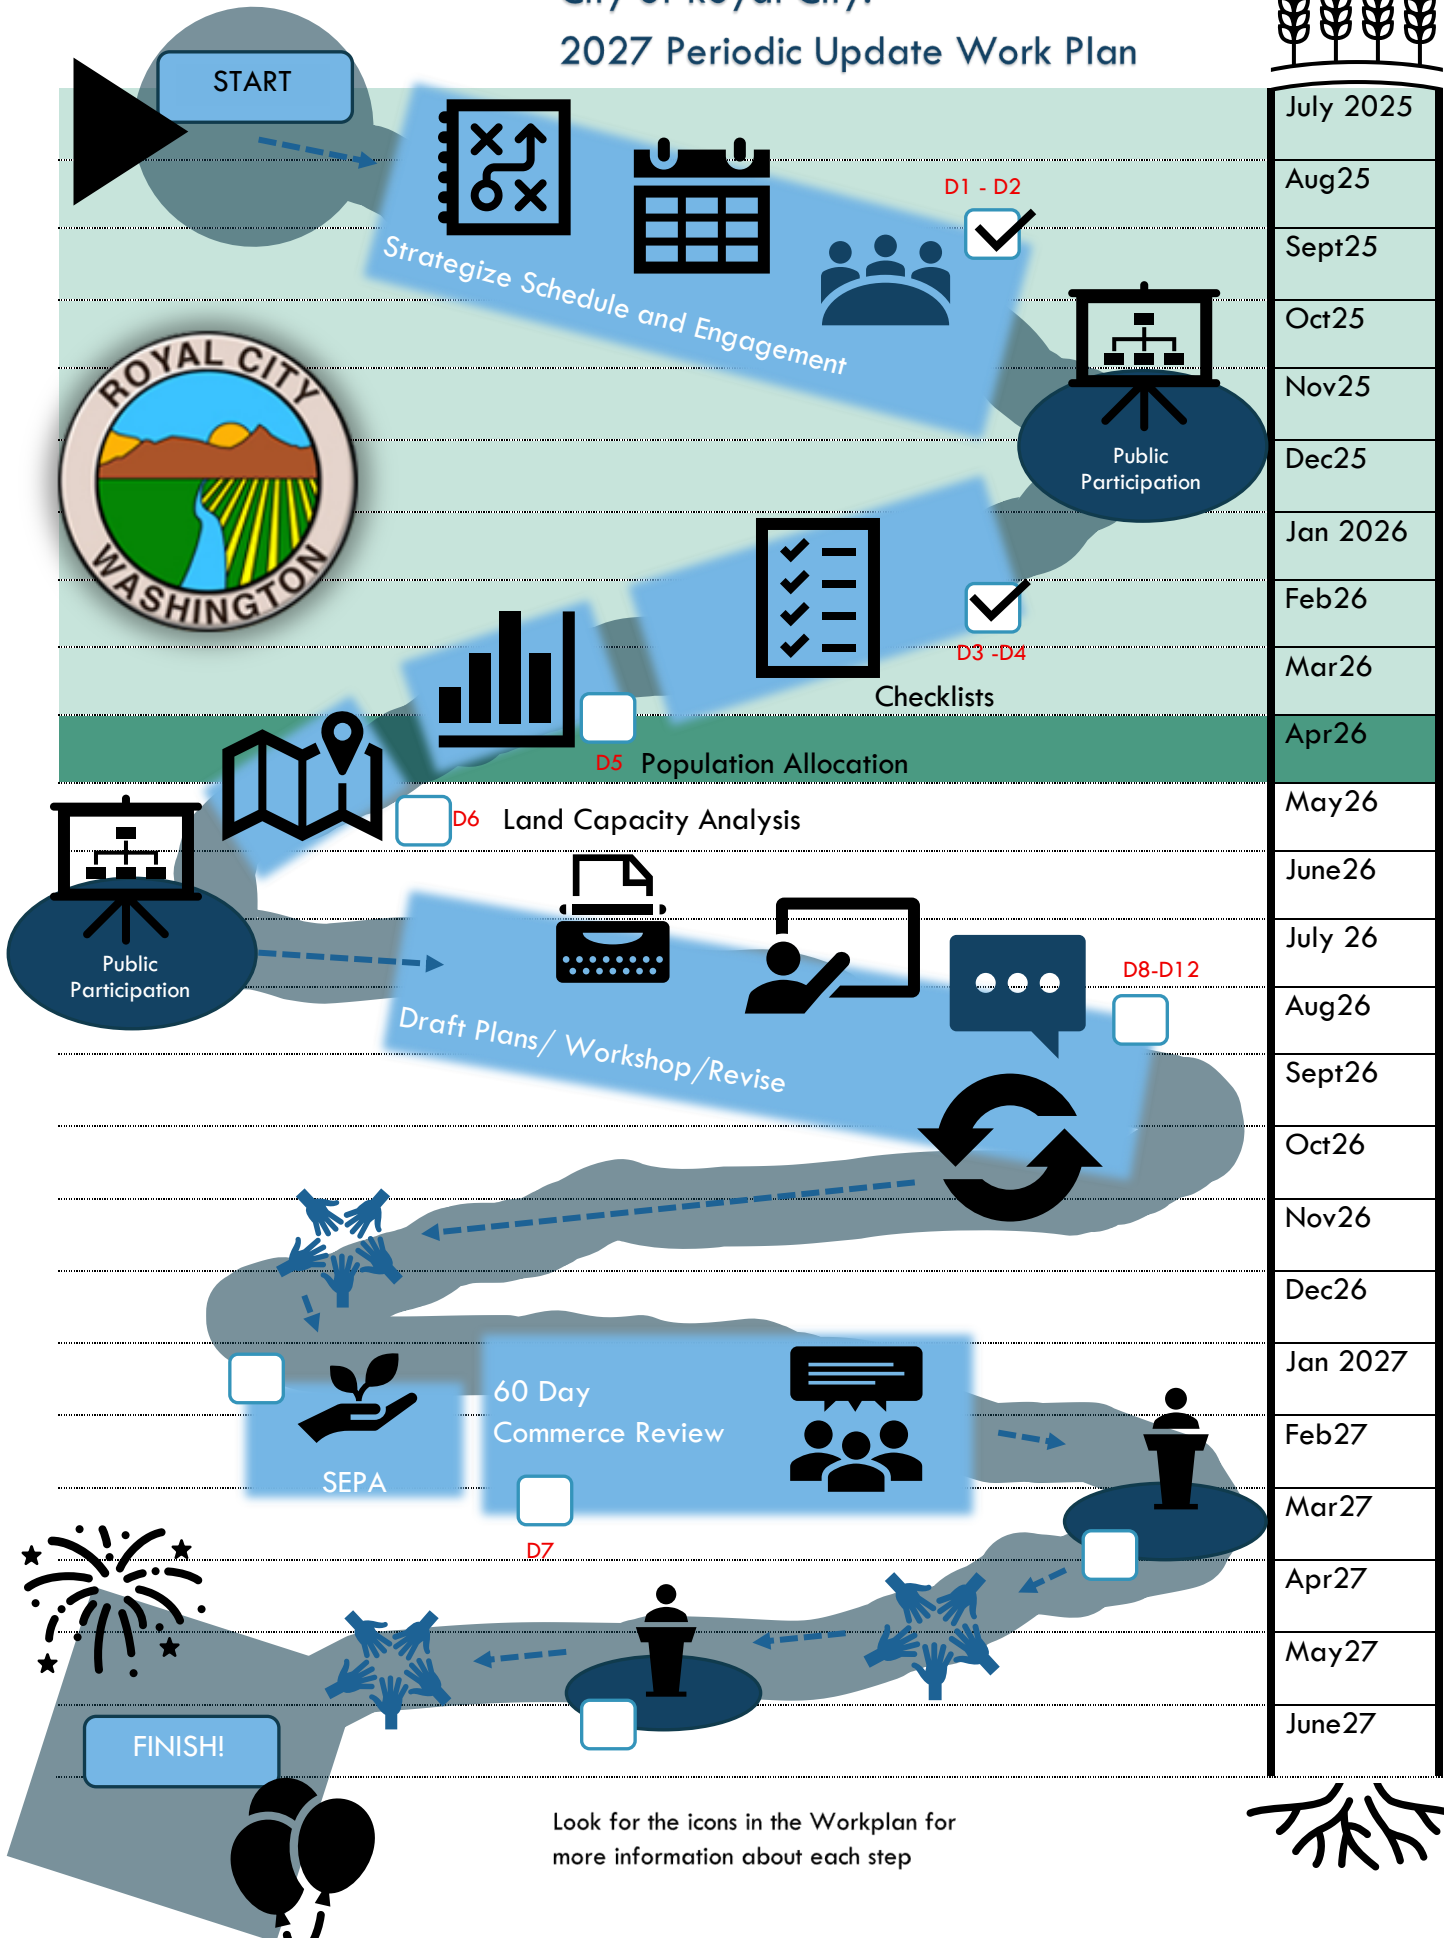 City of Royal City:
2027 Periodic Update Work Plan
START
July 2025
Aug25
D1 - D2
Sept25
Strategize Schedule and Engagement
Oct25
ROYAL CITY
WASHINGTON
Nov25
Public
Participation
Dec25
Jan 2026
Feb26
D3 -D4
Mar26
Checklists
Apr26
D5
Population Allocation
May26
D6
Land Capacity Analysis
June26
July 26
Public
Participation
D8-D12
Aug26
Draft Plans/ Workshop/Revise
Sept26
Oct26
Nov26
Dec26
Jan 2027
60 Day
Commerce Review
Feb27
SEPA
Mar27
D7
Apr27
May27
June27
FINISH!
Look for the icons in the Workplan for
more information about each step